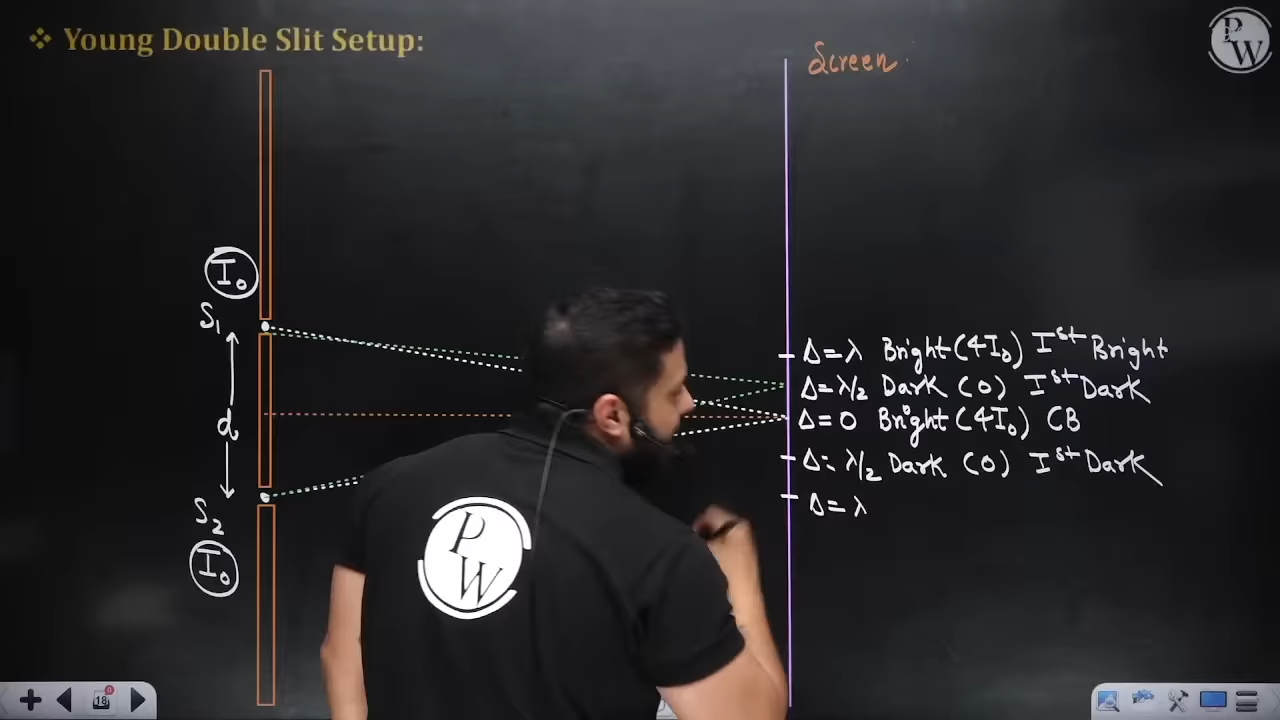 ❖ Young Double Slit Setup:
Screen
PW
I₀
S₁
d
S₂
I₀
Δ=λ Bright(4I₀) Iˢᵗ Bright
Δ=λ/2 Dark (0) Iˢᵗ Dark
Δ=0 Bright(4I₀) CB
Δ=λ/2 Dark (0) Iˢᵗ Dark
Δ=λ
PW
18